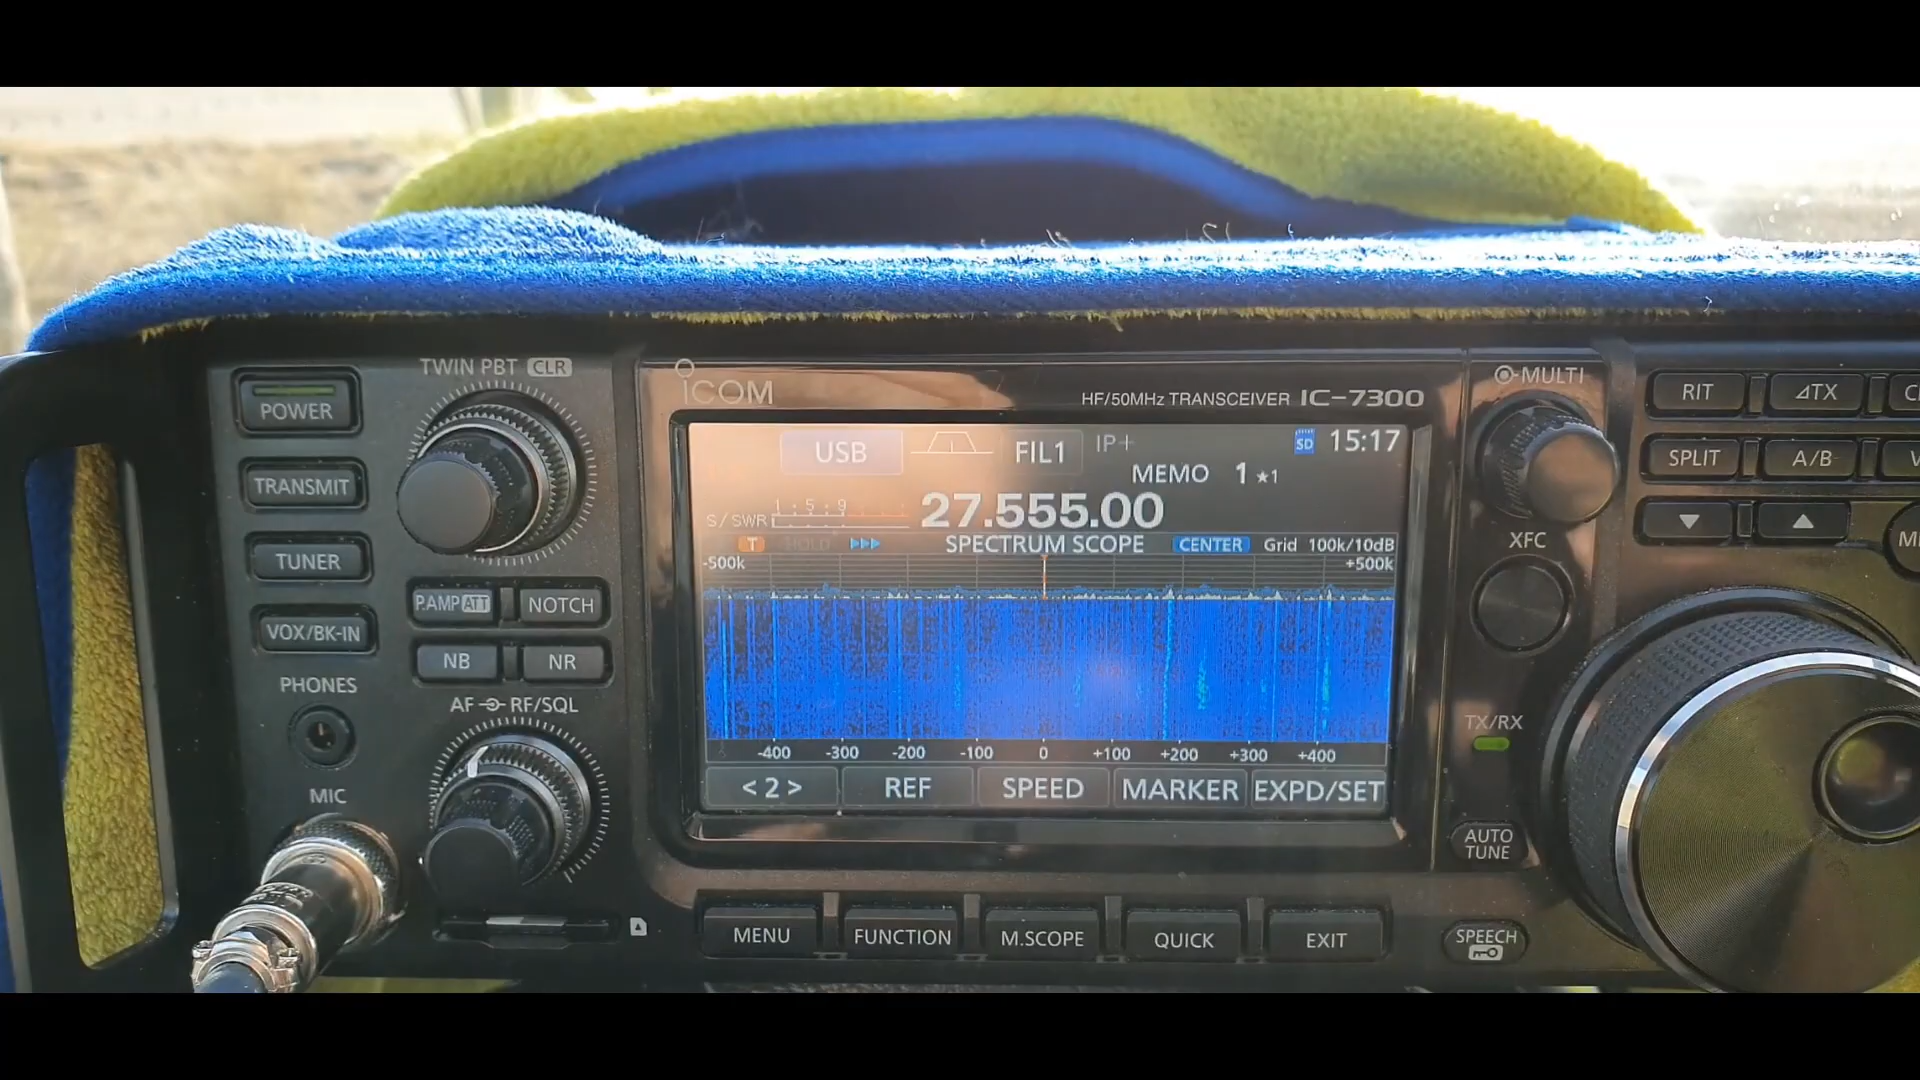 TWIN PBT CLR
POWER
TRANSMIT
TUNER
VOX/BK-IN
P.AMP ATT
NOTCH
NB
NR
PHONES
AF RF/SQL
MIC
ICOM
HF/50MHz TRANSCEIVER IC-7300
USB FIL1 IP+ SD 15:17
MEMO 1 ★1
S/SWR 1:5:9
27.555.00
T HOLD SPECTRUM SCOPE CENTER Grid 100k/10dB
-500k +500k
-400 -300 -200 -100 0 +100 +200 +300 +400
<2> REF SPEED MARKER EXPD/SET
MENU FUNCTION M.SCOPE QUICK EXIT
MULTI
XFC
TX/RX
AUTO
TUNE
SPEECH
RIT ⊿TX
SPLIT A/B
▼ ▲